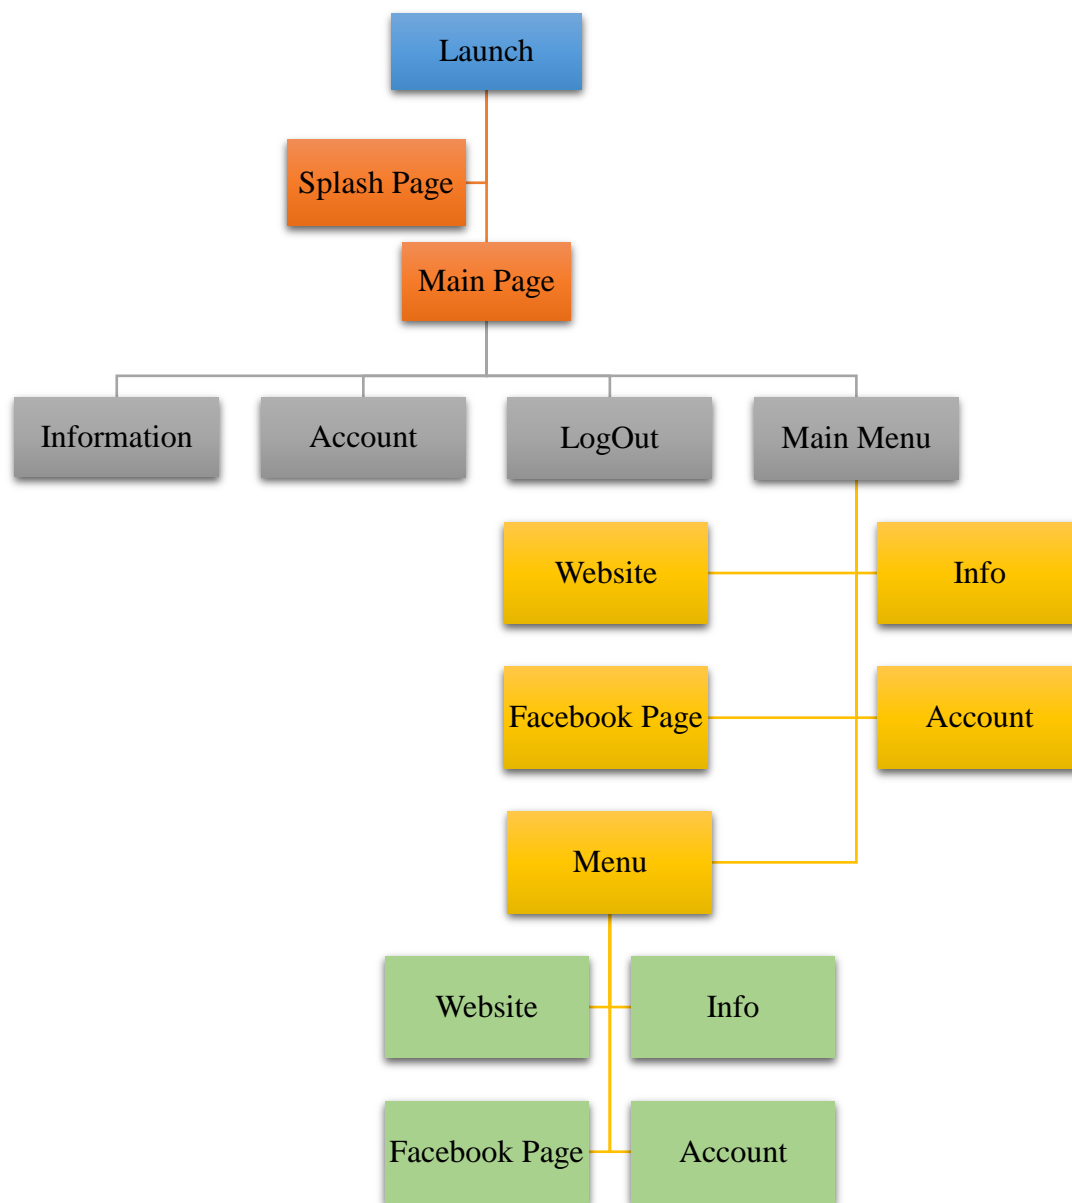 Launch
Splash Page
Main Page
Information
Account
LogOut
Main Menu
Website
Info
Facebook Page
Account
Menu
Website
Info
Facebook Page
Account